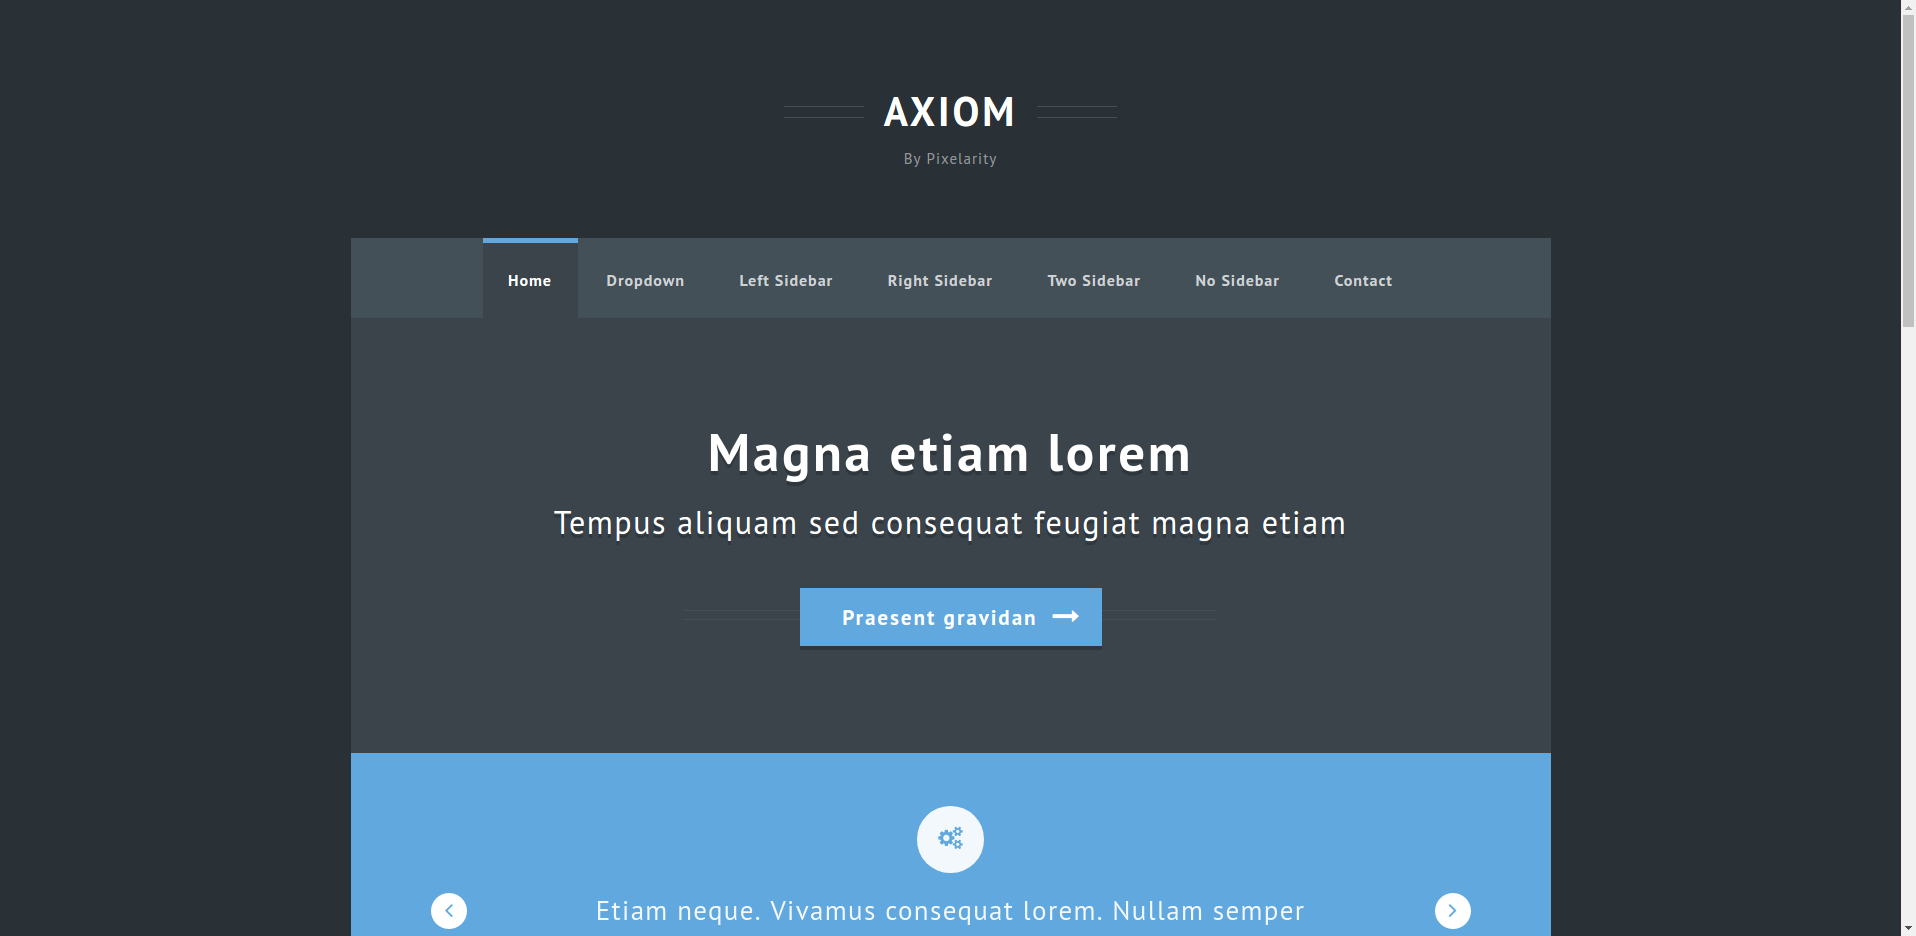 AXIOM
By Pixelarity
Home Dropdown Left Sidebar Right Sidebar Two Sidebar No Sidebar Contact
Magna etiam lorem
Tempus aliquam sed consequat feugiat magna etiam
Praesent gravidan
Etiam neque. Vivamus consequat lorem. Nullam semper